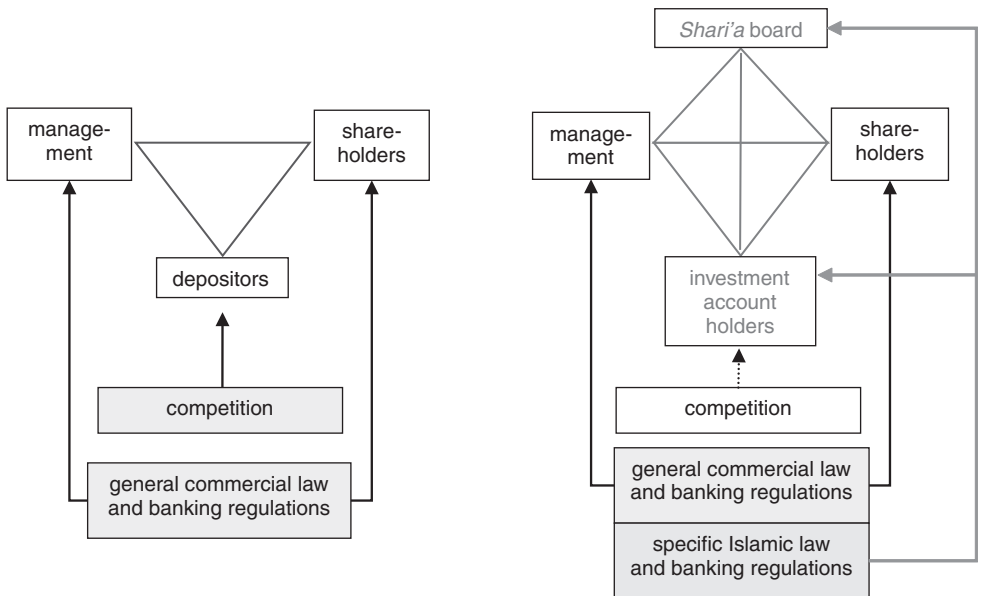 manage-
ment
share-
holders
depositors
competition
general commercial law
and banking regulations
Shari’a board
manage-
ment
share-
holders
investment
account
holders
competition
general commercial law
and banking regulations
specific Islamic law
and banking regulations